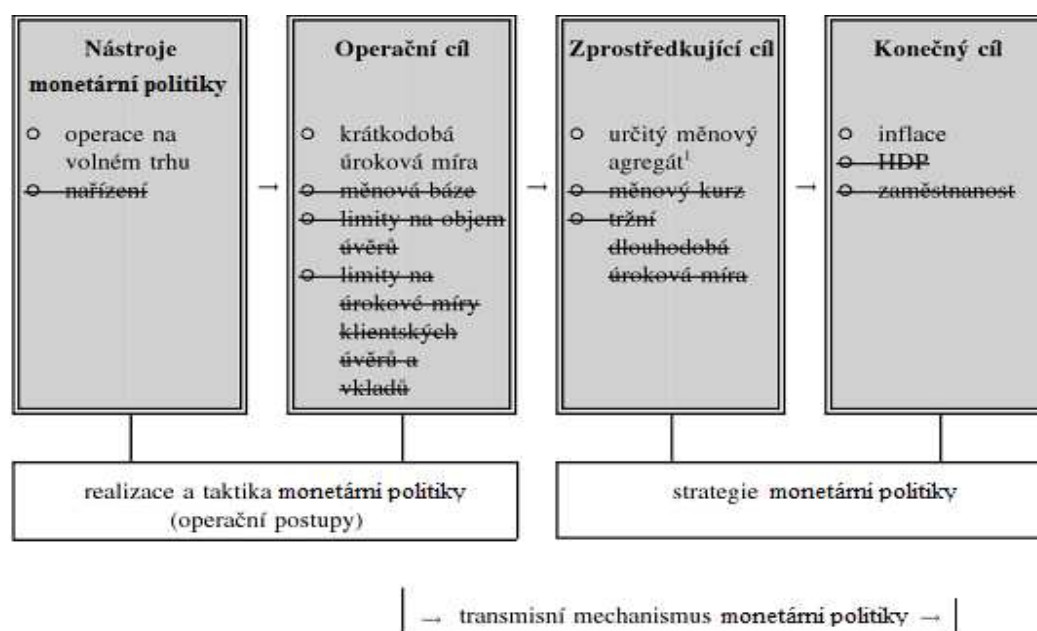 Nástroje
monetární politiky
o operace na
volném trhu
o nařízení
→
Operační cíl
o krátkodobá
úroková míra
o měnová báze
o limity na objem
úvěrů
o limity na
úrokové míry
klientských
úvěrů a
vkladů
→
Zprostředkující cíl
o určitý měnový
agregát¹
o měnový kurz
o tržní
dlouhodobá
úroková míra
→
Konečný cíl
o inflace
o HDP
o zaměstnanost
realizace a taktika monetární politiky
(operační postupy)
strategie monetární politiky
→ transmisní mechanismus monetární politiky →